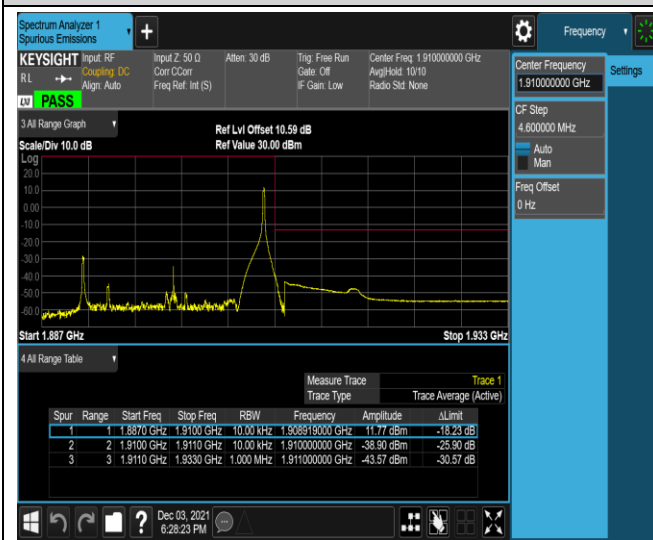 Spectrum Analyzer 1
Spurious Emissions
Frequency
KEYSIGHT Input: RF Input Z: 50 Ω Atten: 30 dB Trig: Free Run Center Freq: 1.910000000 GHz
RL Coupling: DC Corr CCorr Gate: Off Avg|Hold: 10/10
Align: Auto Freq Ref: Int (S) IF Gain: Low Radio Std: None
LXI PASS
Center Frequency
1.910000000 GHz
Settings
CF Step
4.600000 MHz
Auto
Man
Freq Offset
0 Hz
3 All Range Graph
Ref Lvl Offset 10.59 dB
Scale/Div 10.0 dB Ref Value 30.00 dBm
Log
20.0
10.0
0.00
-10.0
-20.0
-30.0
-40.0
-50.0
-60.0
Start 1.887 GHz Stop 1.933 GHz
4 All Range Table
Measure Trace Trace 1
Trace Type Trace Average (Active)
Spur Range Start Freq Stop Freq RBW Frequency Amplitude ΔLimit
1 1 1.8870 GHz 1.9100 GHz 10.00 kHz 1.908919000 GHz 11.77 dBm -18.23 dB
2 2 1.9100 GHz 1.9110 GHz 10.00 kHz 1.910000000 GHz -38.90 dBm -25.90 dB
3 3 1.9110 GHz 1.9330 GHz 1.000 MHz 1.911000000 GHz -43.57 dBm -30.57 dB
Dec 03, 2021
6:28:23 PM